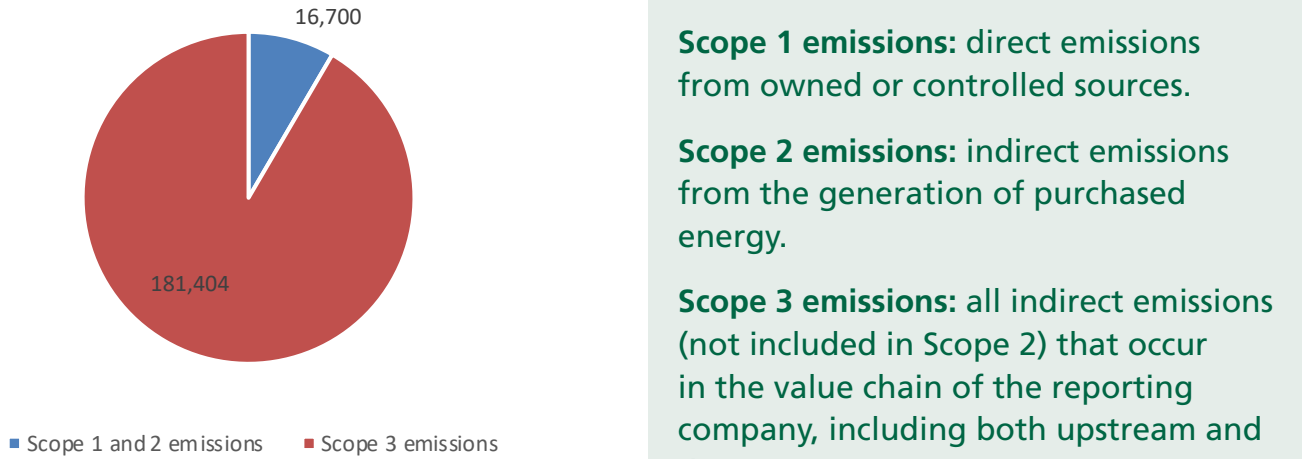 16,700
181,404
Scope 1 and 2 emissions
Scope 3 emissions
Scope 1 emissions: direct emissions
from owned or controlled sources.
Scope 2 emissions: indirect emissions
from the generation of purchased
energy.
Scope 3 emissions: all indirect emissions
(not included in Scope 2) that occur
in the value chain of the reporting
company, including both upstream and